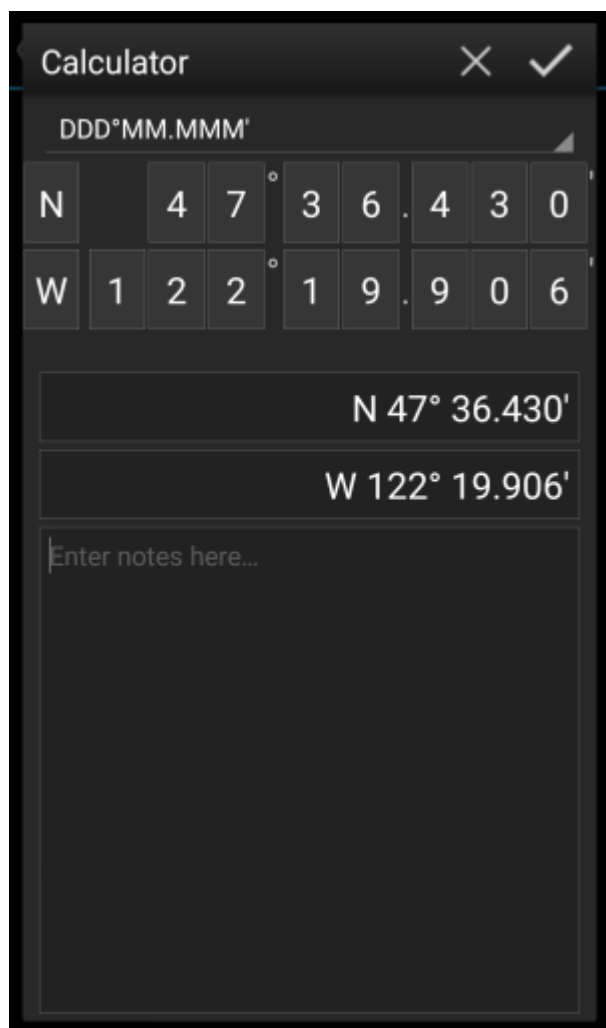 Calculator
DDD°MM.MMM'
N 4 7 ° 3 6 . 4 3 0 '
W 1 2 2 ° 1 9 . 9 0 6 '
N 47° 36.430'
W 122° 19.906'
Enter notes here...